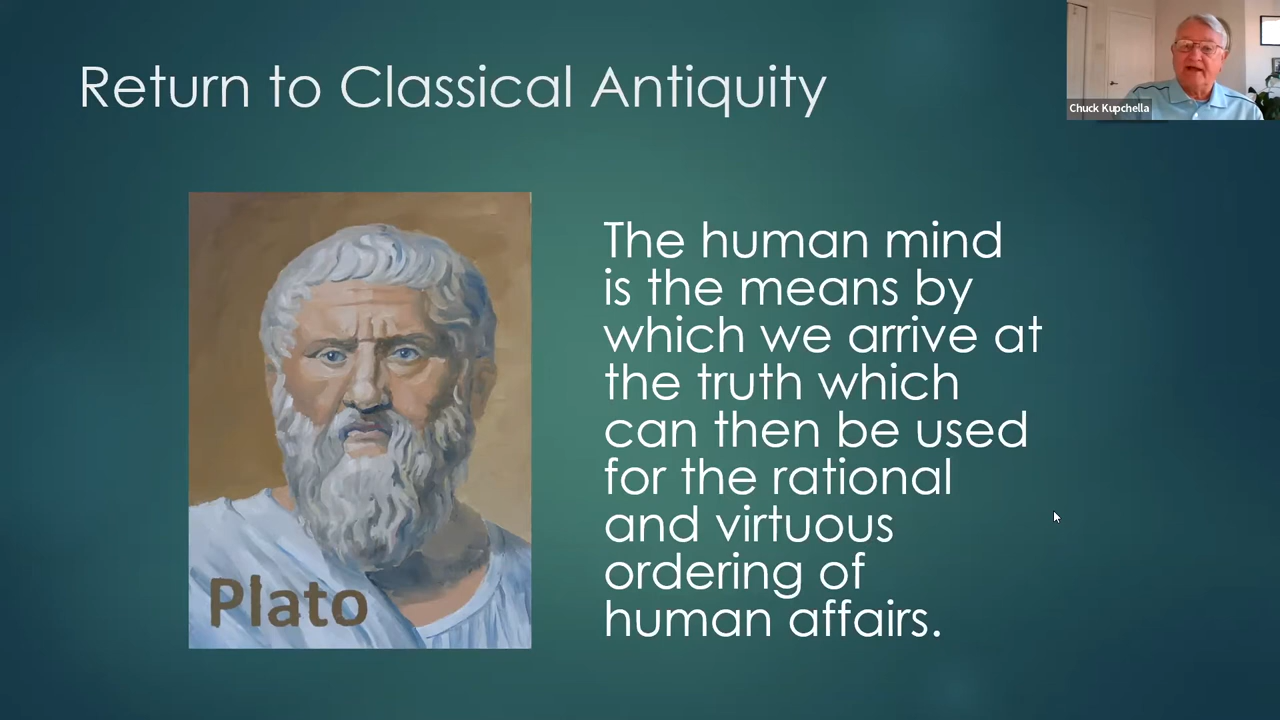 Return to Classical Antiquity
Chuck Kupchella
The human mind
is the means by
which we arrive at
the truth which
can then be used
for the rational
and virtuous
ordering of
human affairs.
Plato